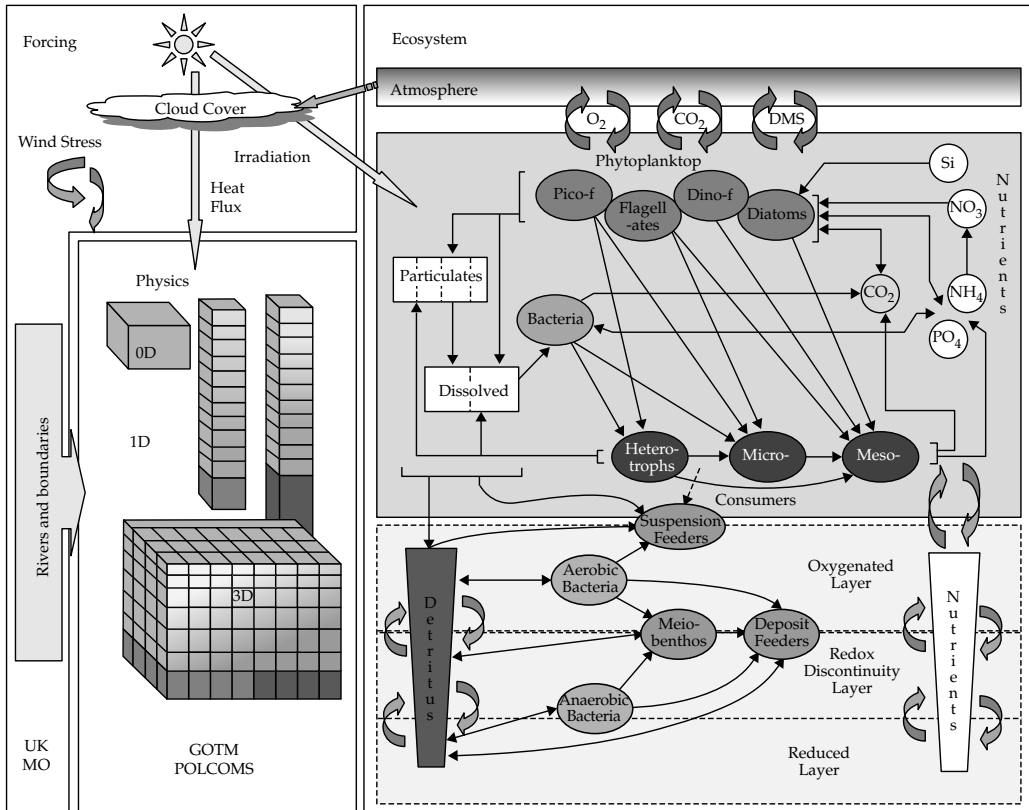 Forcing
Cloud Cover
Wind Stress
Irradiation
Heat
Flux
Physics
0D
1D
3D
Rivers and boundaries
UK
MO
GOTM
POLCOMS
Ecosystem
Atmosphere
O2
CO2
DMS
Phytoplanktop
Pico-f
Flagell
-ates
Dino-f
Diatoms
Si
NO3
NH4
PO4
CO2
Nutrients
Particulates
Bacteria
Dissolved
Hetero-
trophs
Micro-
Meso-
Consumers
Suspension
Feeders
Aerobic
Bacteria
Meio-
benthos
Deposit
Feeders
Anaerobic
Bacteria
Detritus
Oxygenated
Layer
Redox
Discontinuity
Layer
Reduced
Layer
Nutrients